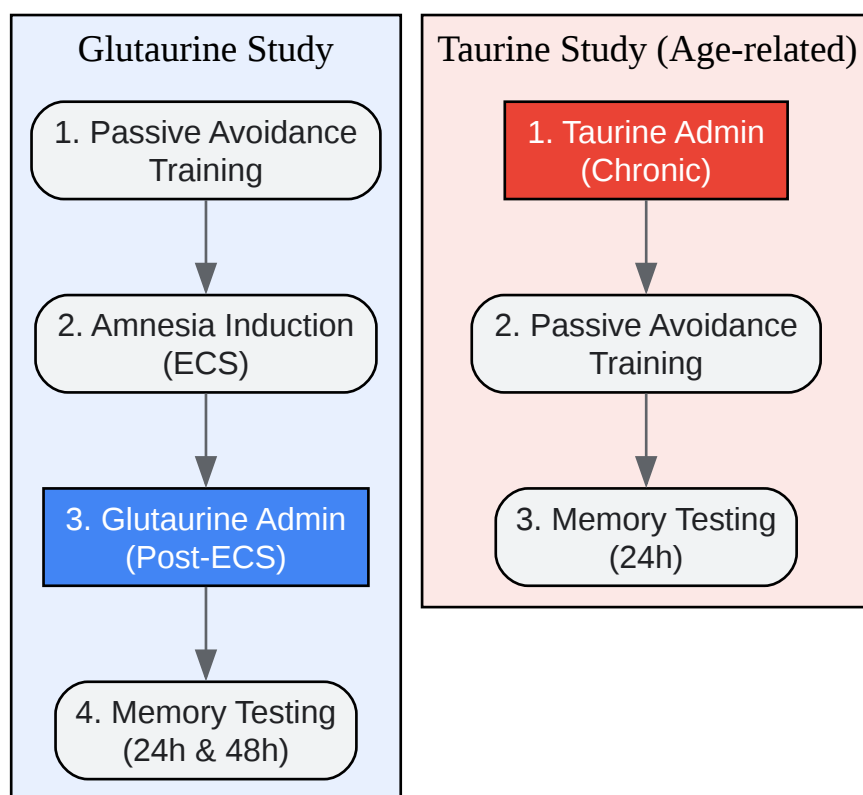 Glutaurine Study
1. Passive Avoidance
Training
2. Amnesia Induction
(ECS)
3. Glutaurine Admin
(Post-ECS)
4. Memory Testing
(24h & 48h)
Taurine Study (Age-related)
1. Taurine Admin
(Chronic)
2. Passive Avoidance
Training
3. Memory Testing
(24h)